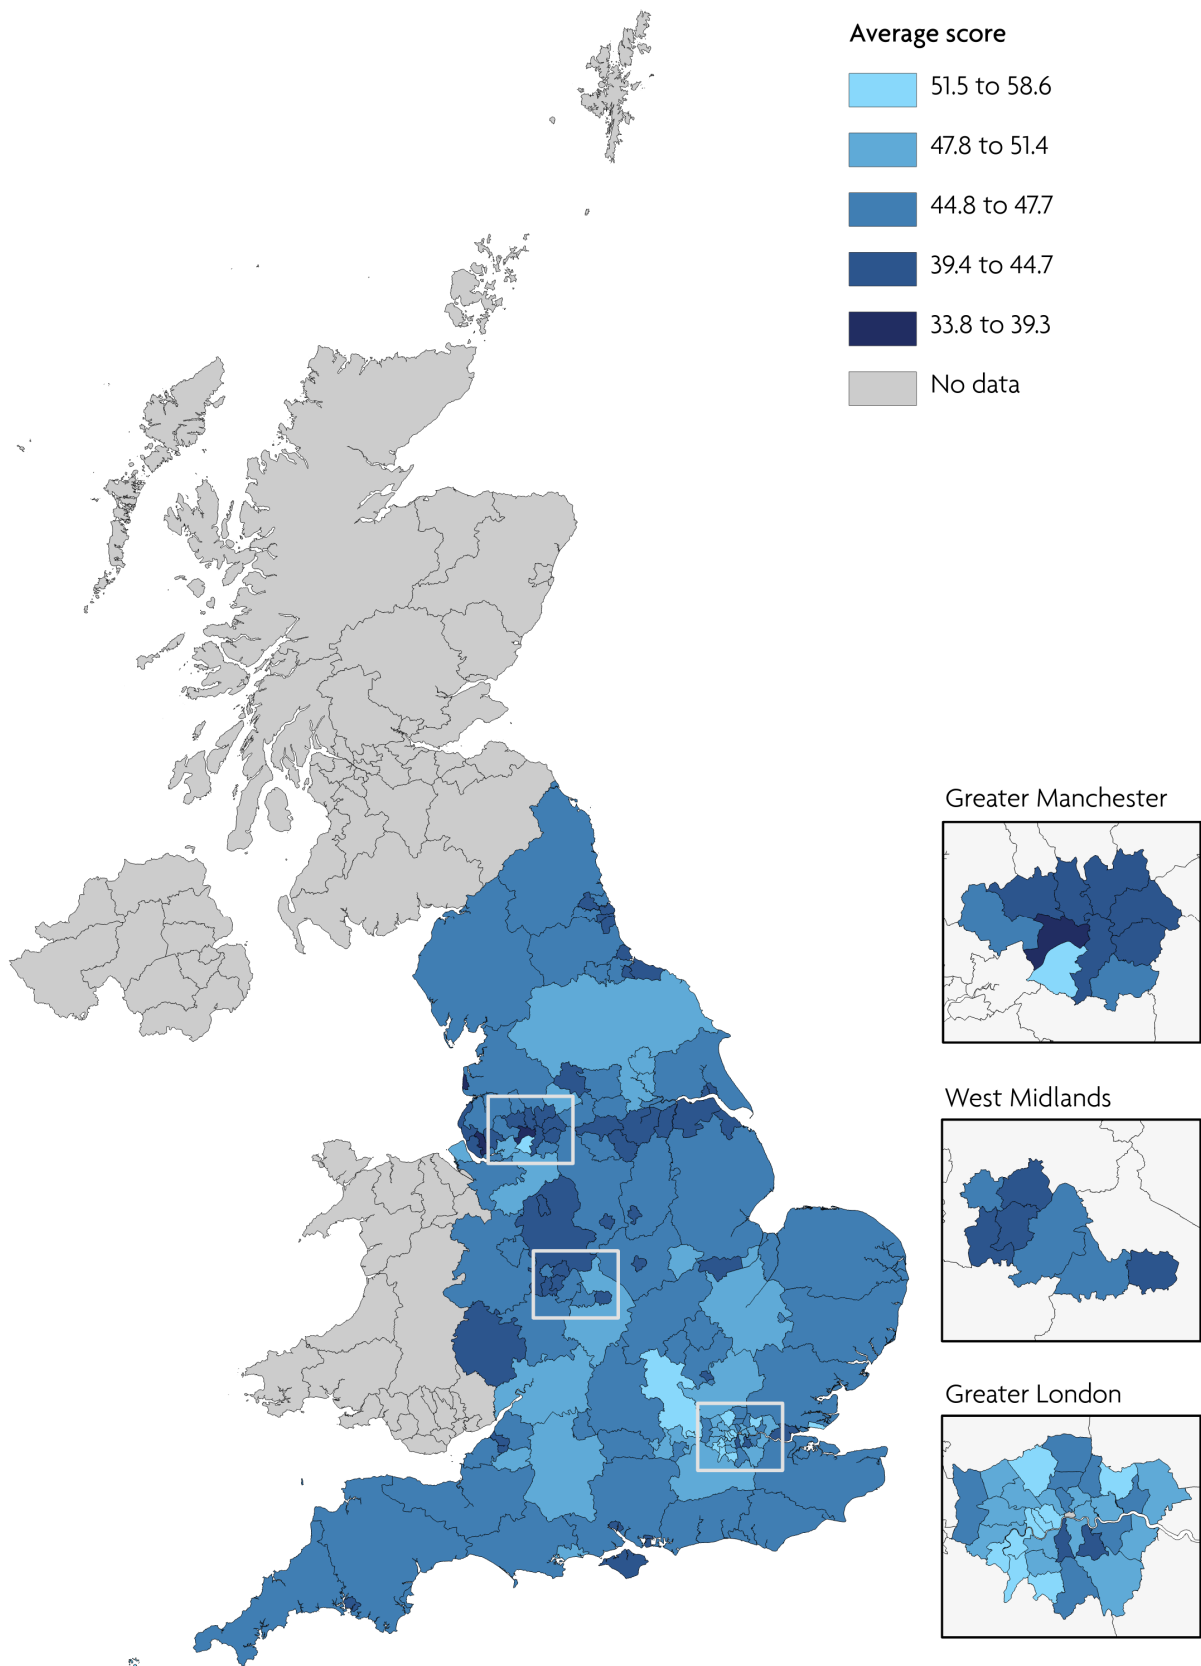 Average score
51.5 to 58.6
47.8 to 51.4
44.8 to 47.7
39.4 to 44.7
33.8 to 39.3
No data
Greater Manchester
West Midlands
Greater London